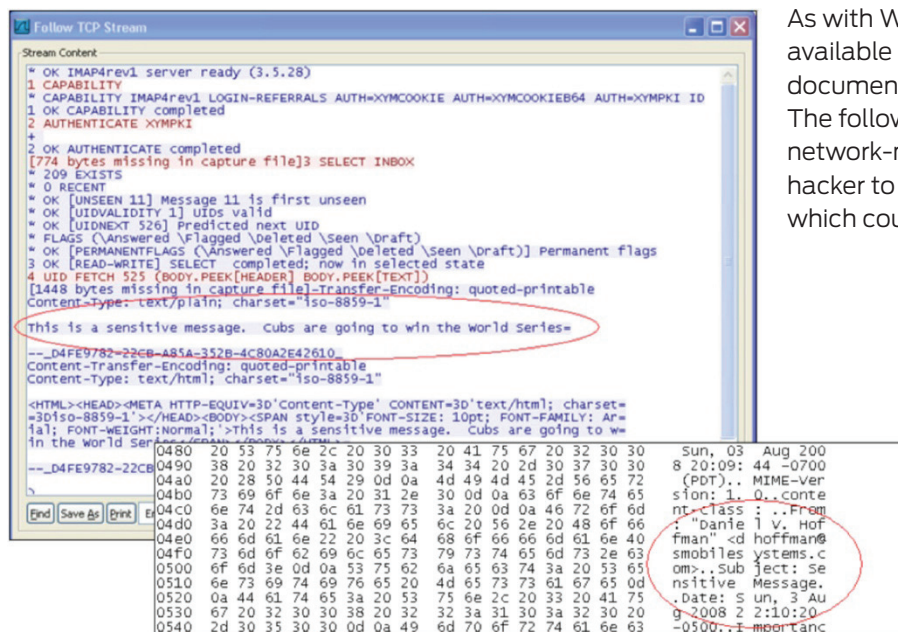 Follow TCP Stream
Stream Content
* OK IMAP4rev1 server ready (3.5.28)
1 CAPABILITY
* CAPABILITY IMAP4rev1 LOGIN-REFERRALS AUTH=XYMCOOKIE AUTH=XYMCOOKIEB64 AUTH=XYMPKI ID
1 OK CAPABILITY completed
2 AUTHENTICATE XYMPKI
+
2 OK AUTHENTICATE completed
[774 bytes missing in capture file]3 SELECT INBOX
* 209 EXISTS
* 0 RECENT
* OK [UNSEEN 11] Message 11 is first unseen
* OK [UIDVALIDITY 1] UIDs valid
* OK [UIDNEXT 526] Predicted next UID
* FLAGS (\Answered \Flagged \Deleted \Seen \Draft)
* OK [PERMANENTFLAGS (\Answered \Flagged \Deleted \Seen \Draft)] Permanent flags
3 OK [READ-WRITE] SELECT completed; now in selected state
4 UID FETCH 525 (BODY.PEEK[HEADER] BODY.PEEK[TEXT])
[1448 bytes missing in capture file]-Transfer-Encoding: quoted-printable
Content-Type: text/plain; charset="iso-8859-1"
This is a sensitive message. Cubs are going to win the World Series=
--_D4FE9782-22CB-A85A-352B-4C80A2E42610_
Content-Transfer-Encoding: quoted-printable
Content-Type: text/html; charset="iso-8859-1"
<HTML><HEAD><META HTTP-EQUIV=3D'Content-Type' CONTENT=3D'text/html; charset=
=3Diso-8859-1'></HEAD><BODY><SPAN style=3D'FONT-SIZE: 10pt; FONT-FAMILY: Ar=
ial; FONT-WEIGHT:Normal;'>This is a sensitive message. Cubs are going to w=
in the World Series</SPAN></BODY></HTML>=
--_D4FE9782-22CB
Find Save As Print
0480 20 53 75 6e 2c 20 30 33 20 41 75 67 20 32 30 30 Sun, 03 Aug 200
0490 38 20 32 30 3a 30 39 3a 34 34 20 2d 30 37 30 30 8 20:09: 44 -0700
04a0 20 28 50 44 54 29 0d 0a 4d 49 4d 45 2d 56 65 72 (PDT).. MIME-Ver
04b0 73 69 6f 6e 3a 20 31 2e 30 0d 0a 63 6f 6e 74 65 sion: 1. 0..conte
04c0 6e 74 2d 63 6c 61 73 73 3a 20 0d 0a 46 72 6f 6d nt-class : ..From
04d0 3a 20 22 44 61 6e 69 65 6c 20 56 2e 20 48 6f 66 : "Danie l V. Hof
04e0 66 6d 61 6e 22 20 3c 64 68 6f 66 66 6d 61 6e 40 fman" <d hoffman@
04f0 73 6d 6f 62 69 6c 65 73 79 73 74 65 6d 73 2e 63 smobiles ystems.c
0500 6f 6d 3e 0d 0a 53 75 62 6a 65 63 74 3a 20 53 65 om>..Sub ject: Se
0510 6e 73 69 74 69 76 65 20 4d 65 73 73 61 67 65 0d nsitive Message.
0520 0a 44 61 74 65 3a 20 53 75 6e 2c 20 33 20 41 75 .Date: S un, 3 Au
0530 67 20 32 30 30 38 20 32 32 3a 31 30 3a 32 30 20 g 2008 2 2:10:20
0540 2d 30 35 30 30 0d 0a 49 6d 70 6f 72 74 61 6e 63 -0500..I mportanc
As with W
available
documen
The follow
network-
hacker to
which cou